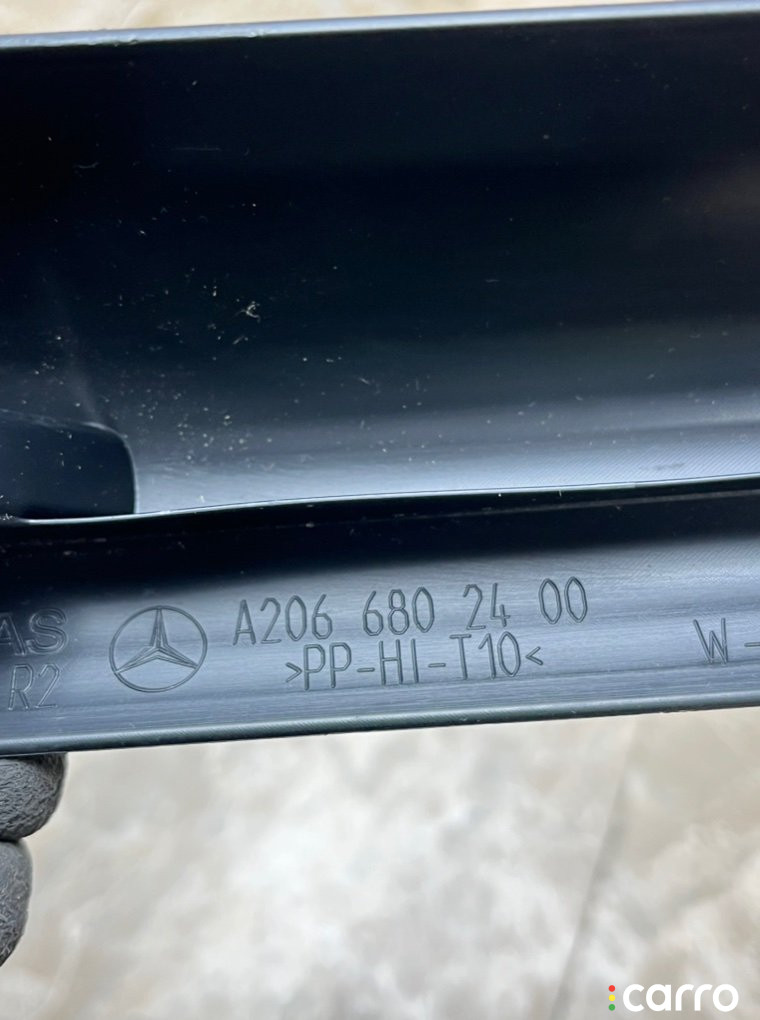 AS
R2
A206 680 24 00
>PP-HI-T10<
W-
carro